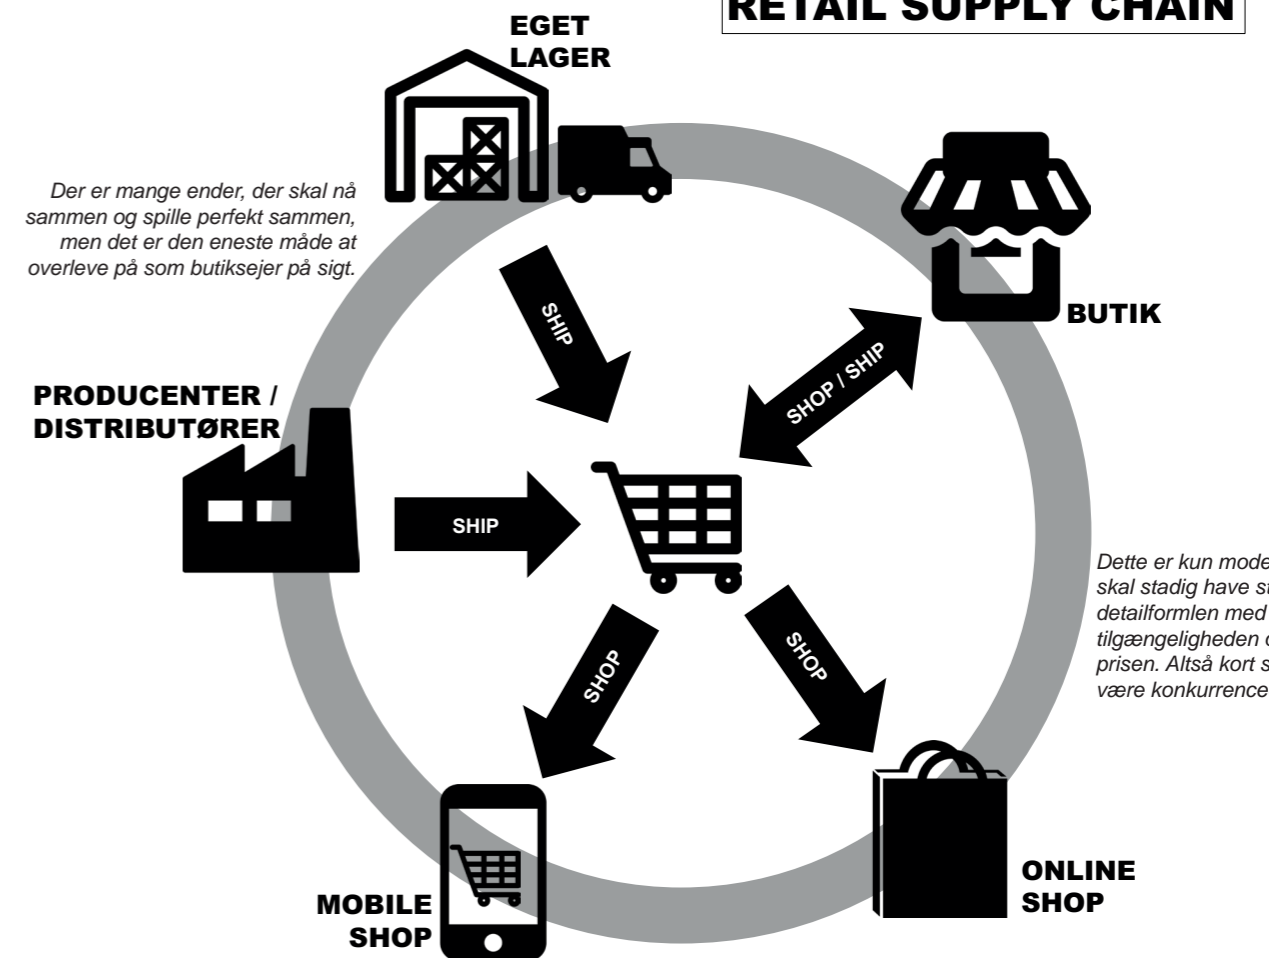 RETAIL SUPPLY CHAIN
EGET
LAGER
Der er mange ender, der skal nå
sammen og spille perfekt sammen,
men det er den eneste måde at
overleve på som butiksejer på sigt.
SHIP
BUTIK
SHOP / SHIP
PRODUCENTER /
DISTRIBUTØRER
SHIP
Dette er kun
skal stadig have
detailformlen med
tilgængeligheden
prisen. Altså kort
være
SHOP
SHOP
MOBILE
SHOP
ONLINE
SHOP